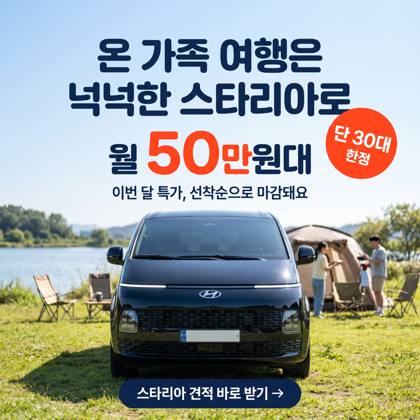 온 가족 여행은
넉넉한 스타리아로
월 50만원대
단 30대
한정
이번 달 특가, 선착순으로 마감돼요
스타리아 견적 바로 받기 →